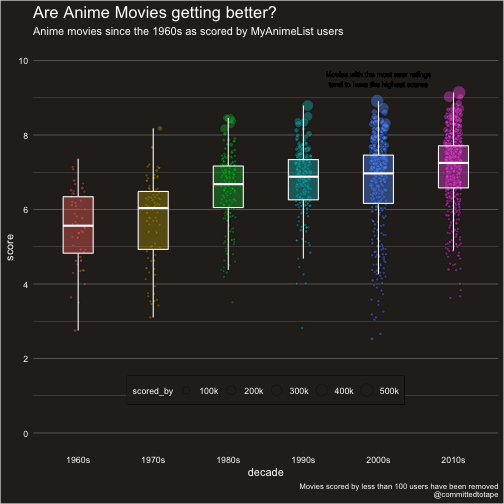 Are Anime Movies getting better?
Anime movies since the 1960s as scored by MyAnimeList users
10
Movies with the most user ratings
tend to have the highest scores
8
6
score
4
2
scored_by 100k 200k 300k 400k 500k
0
1960s 1970s 1980s 1990s 2000s 2010s
decade
Movies scored by less than 100 users have been removed
@committedtotape